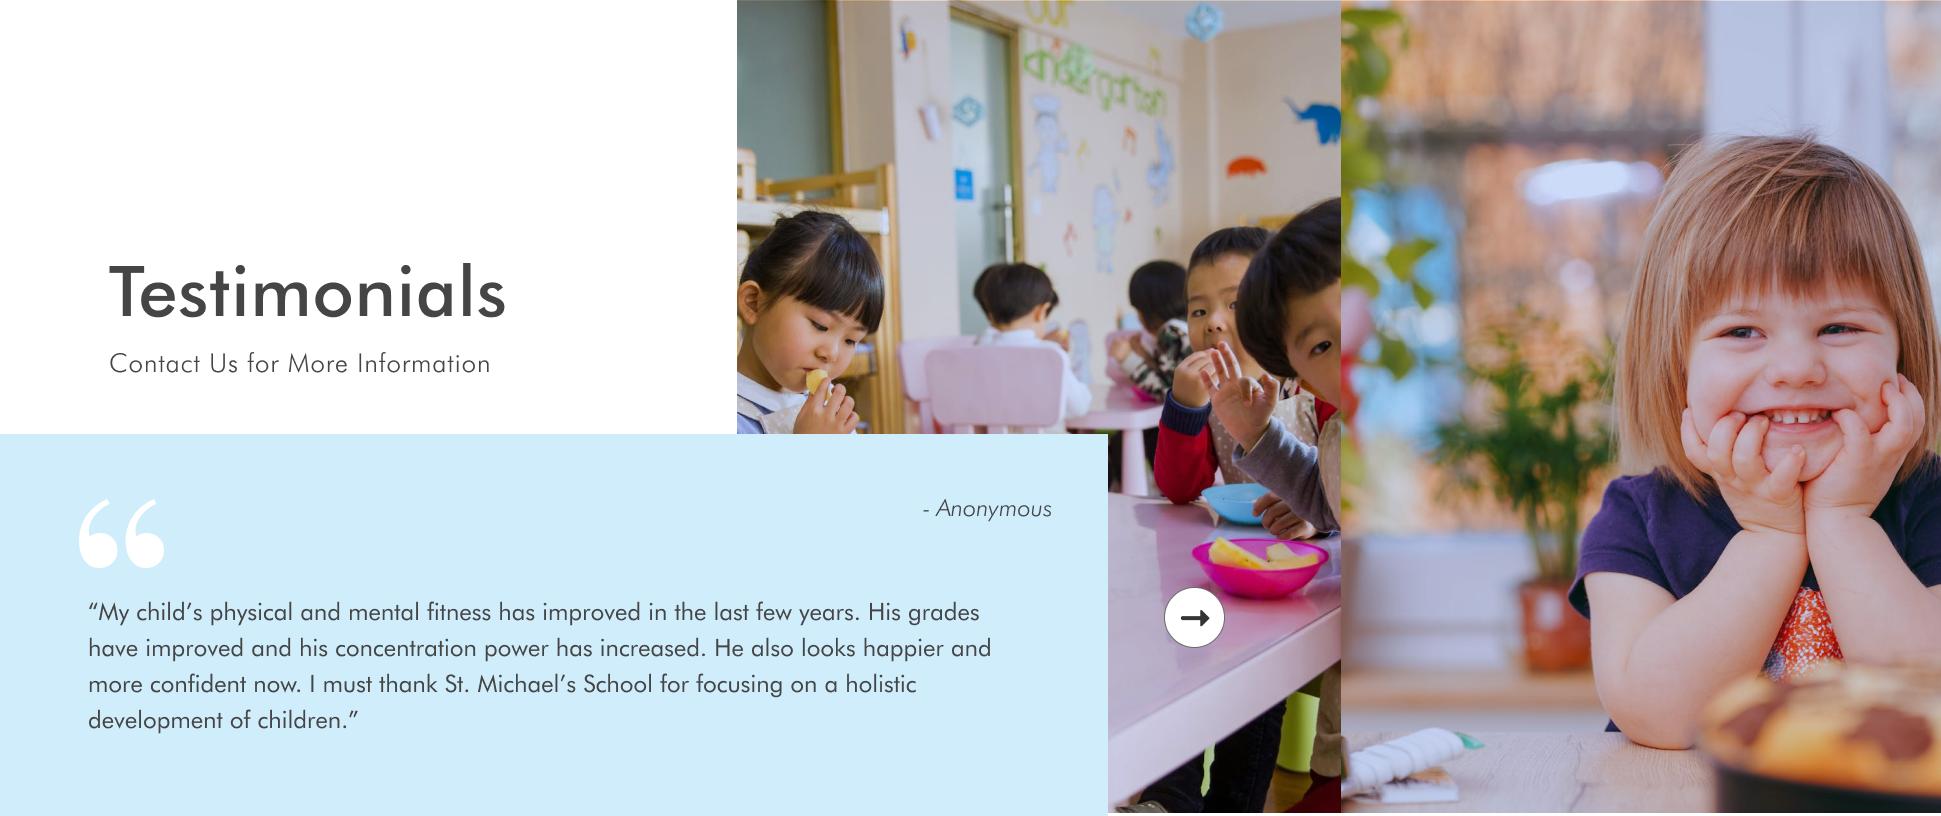 our
kindergarten
Testimonials
Contact Us for More Information
- Anonymous
“My child’s physical and mental fitness has improved in the last few years. His grades
have improved and his concentration power has increased. He also looks happier and
more confident now. I must thank St. Michael’s School for focusing on a holistic
development of children.”